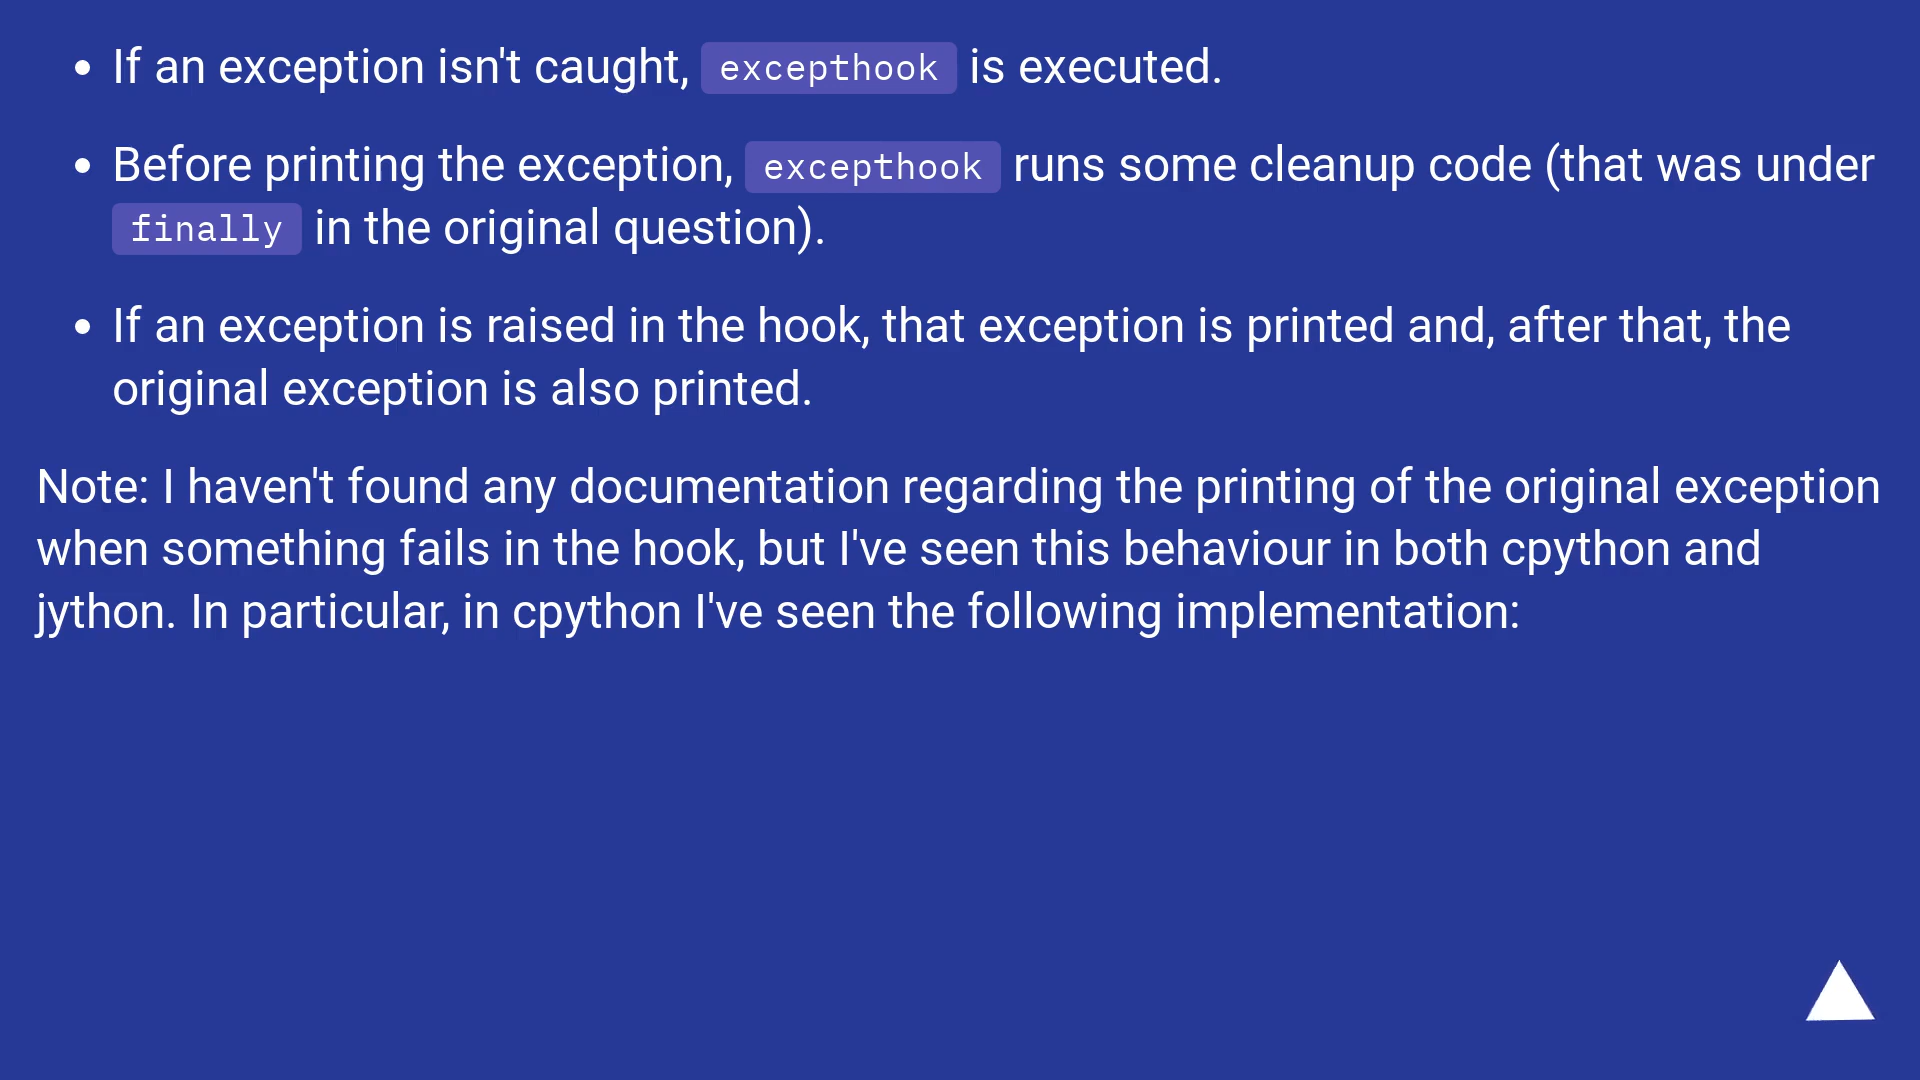 • If an exception isn't caught, excepthook is executed.
• Before printing the exception, excepthook runs some cleanup code (that was under
finally in the original question).
• If an exception is raised in the hook, that exception is printed and, after that, the
original exception is also printed.
Note: I haven't found any documentation regarding the printing of the original exception
when something fails in the hook, but I've seen this behaviour in both cpython and
jython. In particular, in cpython I've seen the following implementation: